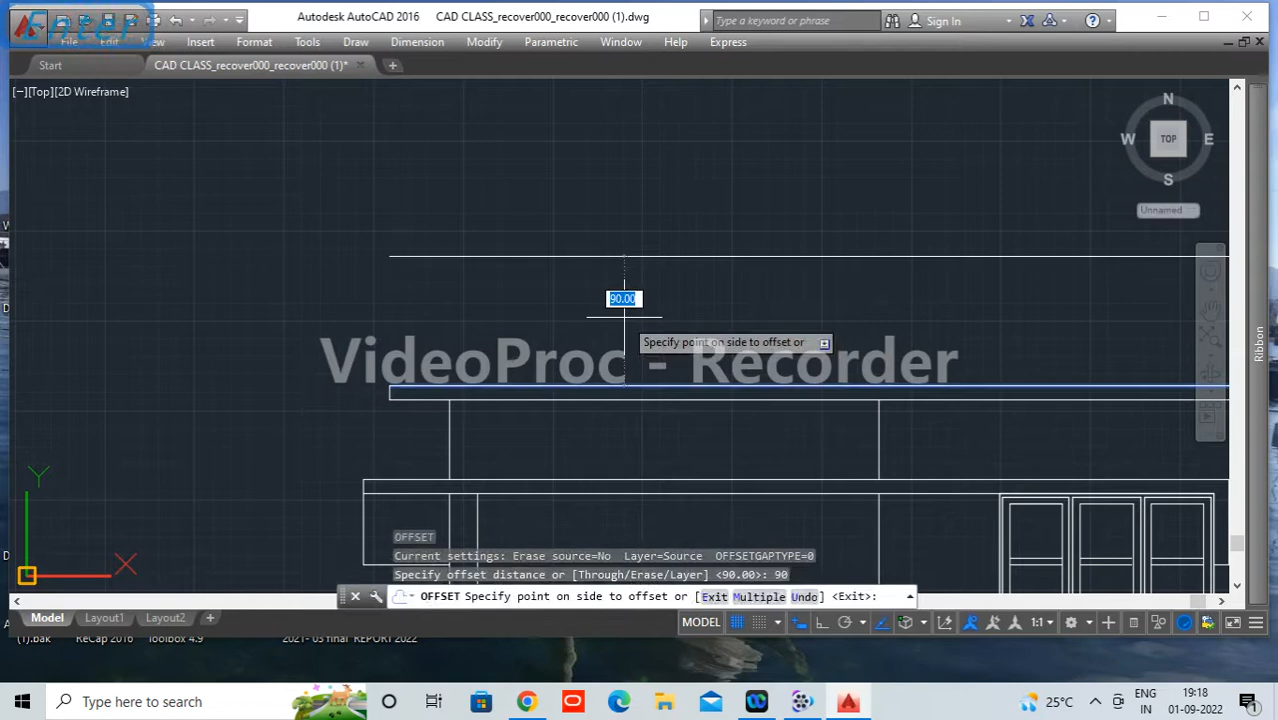 Enter
Autodesk AutoCAD 2016 CAD CLASS_recover000_recover000 (1).dwg
Type a keyword or phrase
Sign In
File Edit View Insert Format Tools Draw Dimension Modify Parametric Window Help Express
Start CAD CLASS_recover000_recover000 (1)*
[−][Top][2D Wireframe]
N
W TOP E
S
Unnamed
90.00
Specify point on side to offset or
Ribbon
VideoProc - Recorder
Y
X
OFFSET
Current settings: Erase source=No Layer=Source OFFSETGAPTYPE=0
Specify offset distance or [Through/Erase/Layer] <90.00>: 90
OFFSET Specify point on side to offset or [Exit Multiple Undo] <Exit>:
Model Layout1 Layout2 +
MODEL 1:1
(1).bak ReCap 2016 Toolbox 4.9 2021- 03 final REPORT 2022
Type here to search
25°C
ENG
IN
19:18
01-09-2022
1